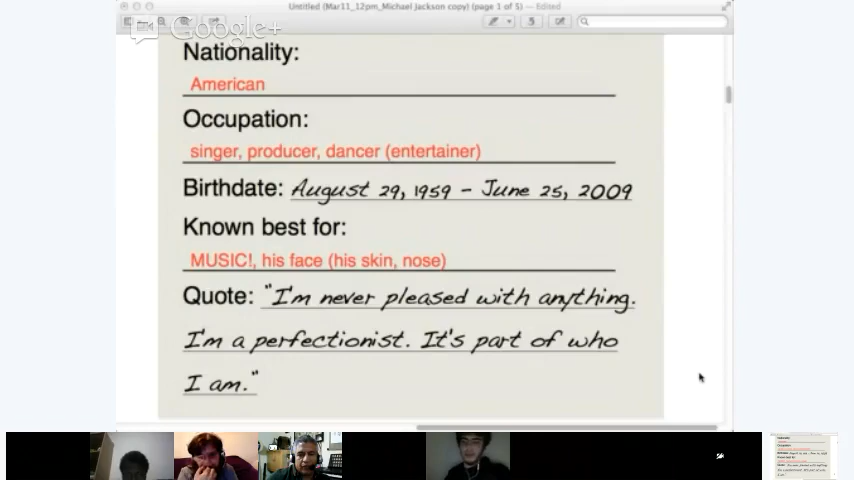 Untitled (Mar11_12pm_Michael Jackson copy) (page 1 of 5) — Edited
Google+
Nationality:
American
Occupation:
singer, producer, dancer (entertainer)
Birthdate: August 29, 1959 - June 25, 2009
Known best for:
MUSIC!, his face (his skin, nose)
Quote: "I'm never pleased with anything.
I'm a perfectionist. It's part of who
I am."